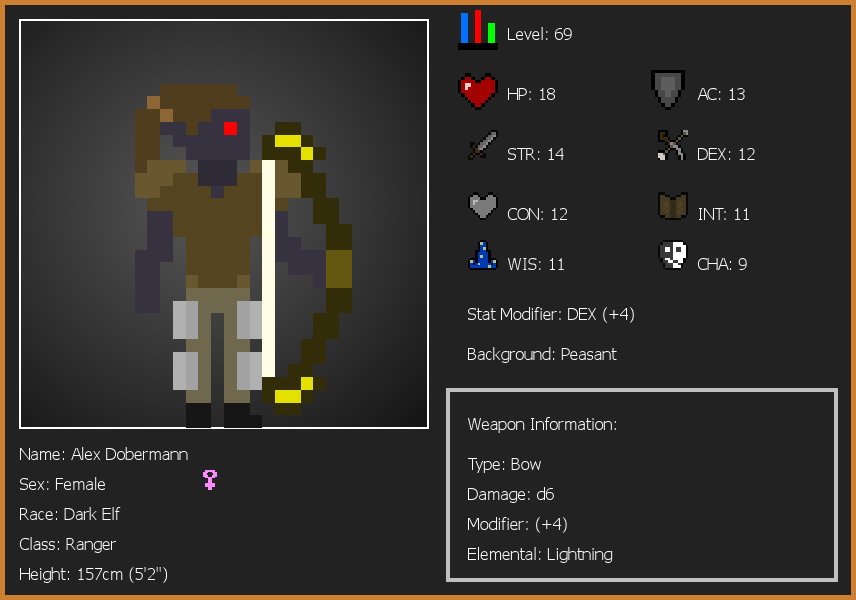 Level: 69
HP: 18
AC: 13
STR: 14
DEX: 12
CON: 12
INT: 11
WIS: 11
CHA: 9
Stat Modifier: DEX (+4)
Background: Peasant
Weapon Information:
Type: Bow
Damage: d6
Modifier: (+4)
Elemental: Lightning
Name: Alex Dobermann
Sex: Female
Race: Dark Elf
Class: Ranger
Height: 157cm (5'2")